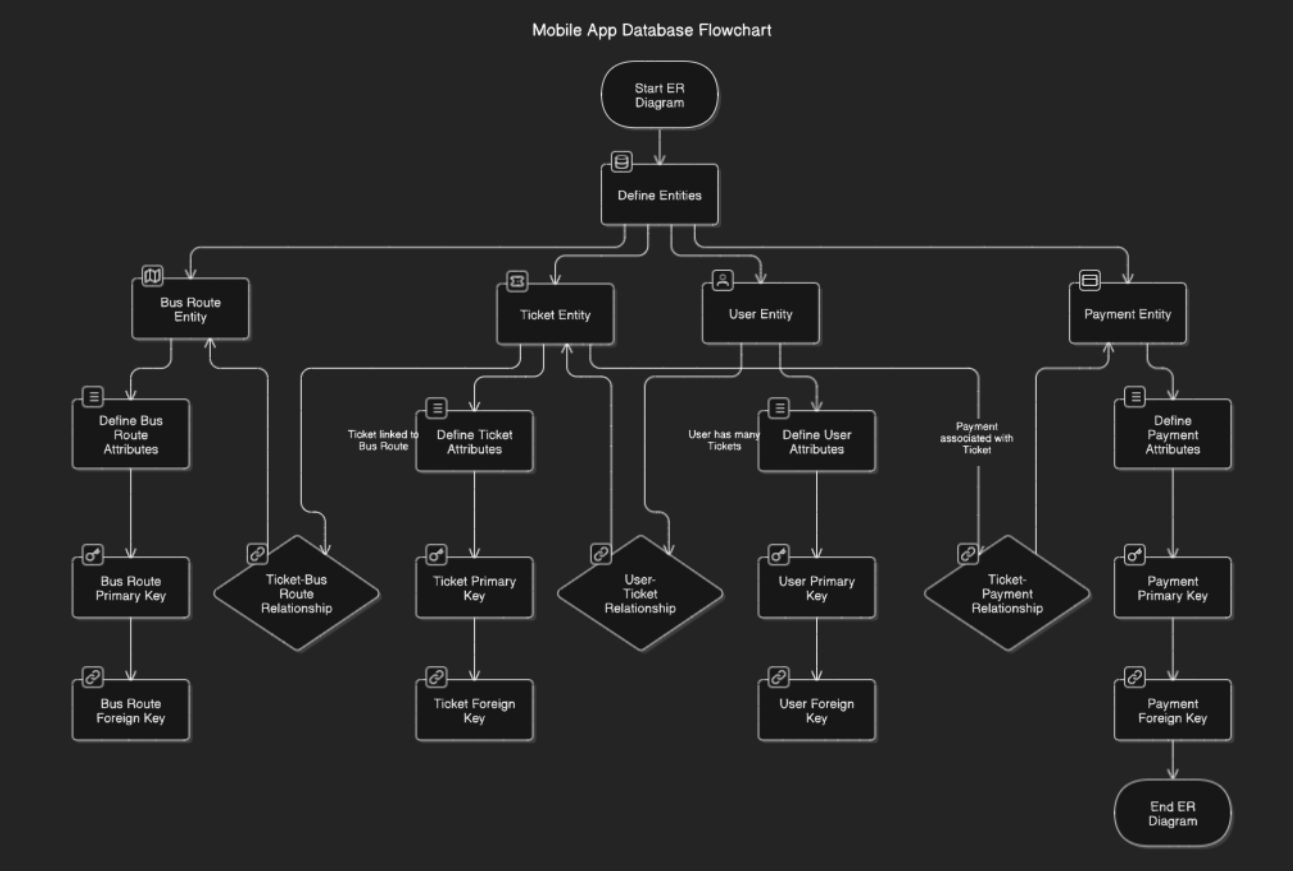 Mobile App Database Flowchart
Start ER
Diagram
Define Entities
Bus Route
Entity
Ticket Entity
User Entity
Payment Entity
Define Bus
Route
Attributes
Ticket linked to
Bus Route
Define Ticket
Attributes
User has many
Tickets
Define User
Attributes
Payment
associated with
Ticket
Define
Payment
Attributes
Bus Route
Primary Key
Ticket-Bus
Route
Relationship
Ticket Primary
Key
User-
Ticket
Relationship
User Primary
Key
Ticket-
Payment
Relationship
Payment
Primary Key
Bus Route
Foreign Key
Ticket Foreign
Key
User Foreign
Key
Payment
Foreign Key
End ER
Diagram